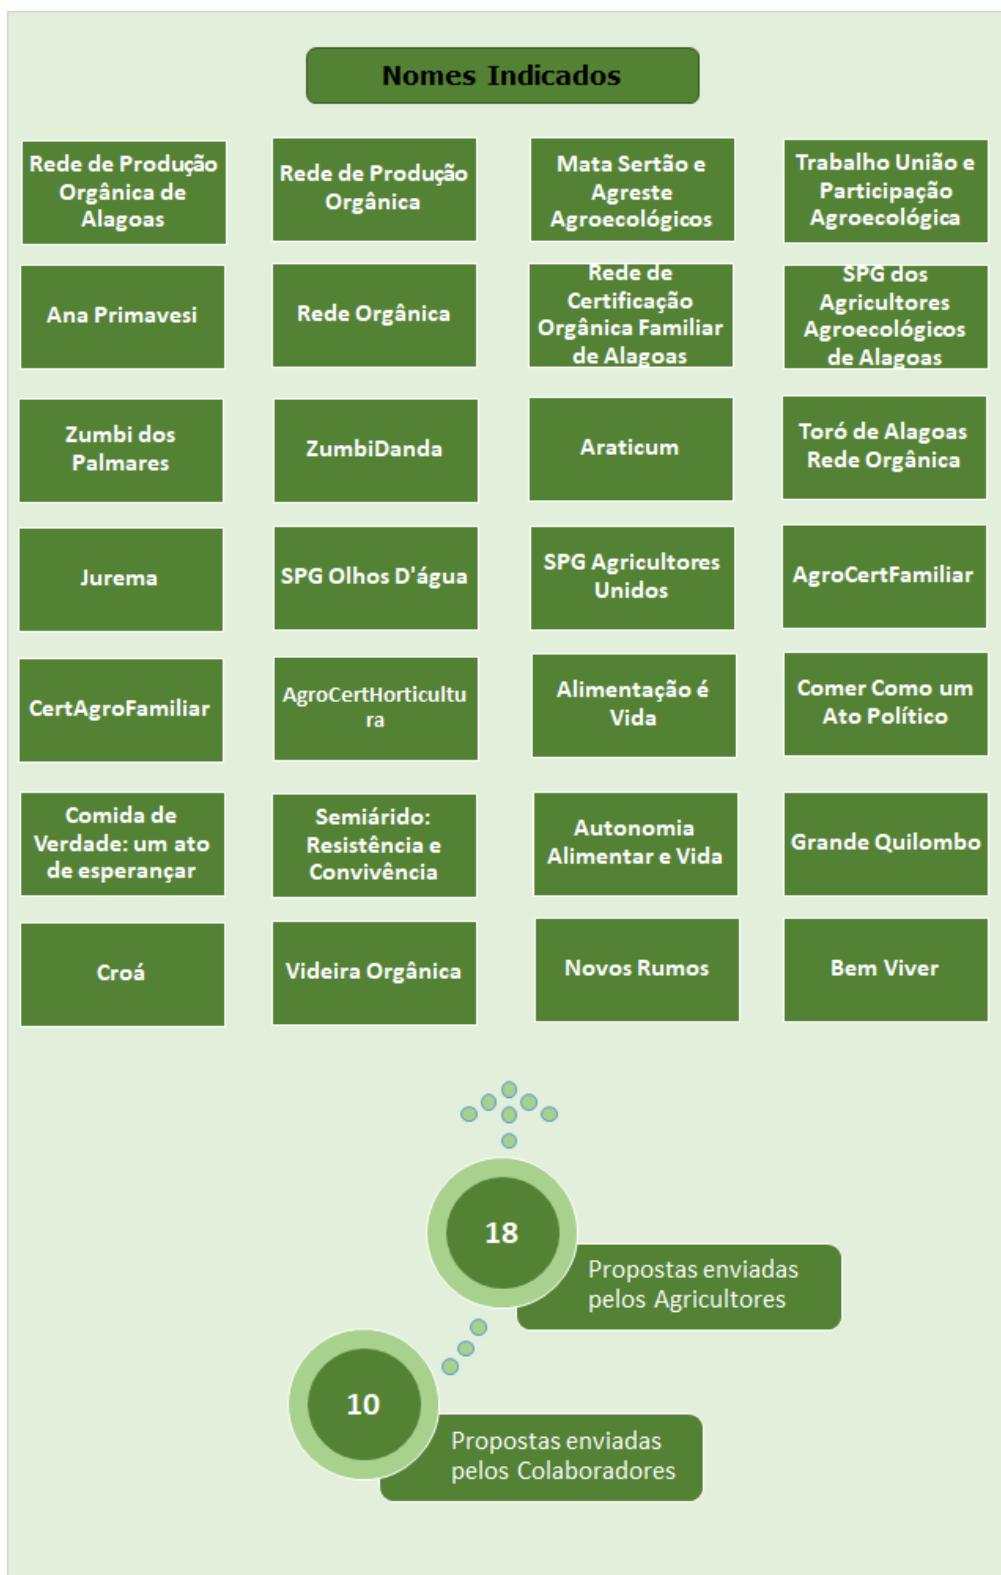 Nomes Indicados
Rede de Produção
Orgânica de
Alagoas
Rede de Produção
Orgânica
Mata Sertão e
Agreste
Agroecológicos
Trabalho União e
Participação
Agroecológica
Ana Primavesi
Rede Orgânica
Rede de
Certificação
Orgânica Familiar
de Alagoas
SPG dos
Agricultores
Agroecológicos
de Alagoas
Zumbi dos
Palmares
ZumbiDanda
Araticum
Toró de Alagoas
Rede Orgânica
Jurema
SPG Olhos D'água
SPG Agricultores
Unidos
AgroCertFamiliar
CertAgroFamiliar
AgroCertHorticultu
ra
Alimentação é
Vida
Comer Como um
Ato Político
Comida de
Verdade: um ato
de esperançar
Semiárido:
Resistência e
Convivência
Autonomia
Alimentar e Vida
Grande Quilombo
Croá
Videira Orgânica
Novos Rumos
Bem Viver
18
Propostas enviadas
pelos Agricultores
10
Propostas enviadas
pelos Colaboradores